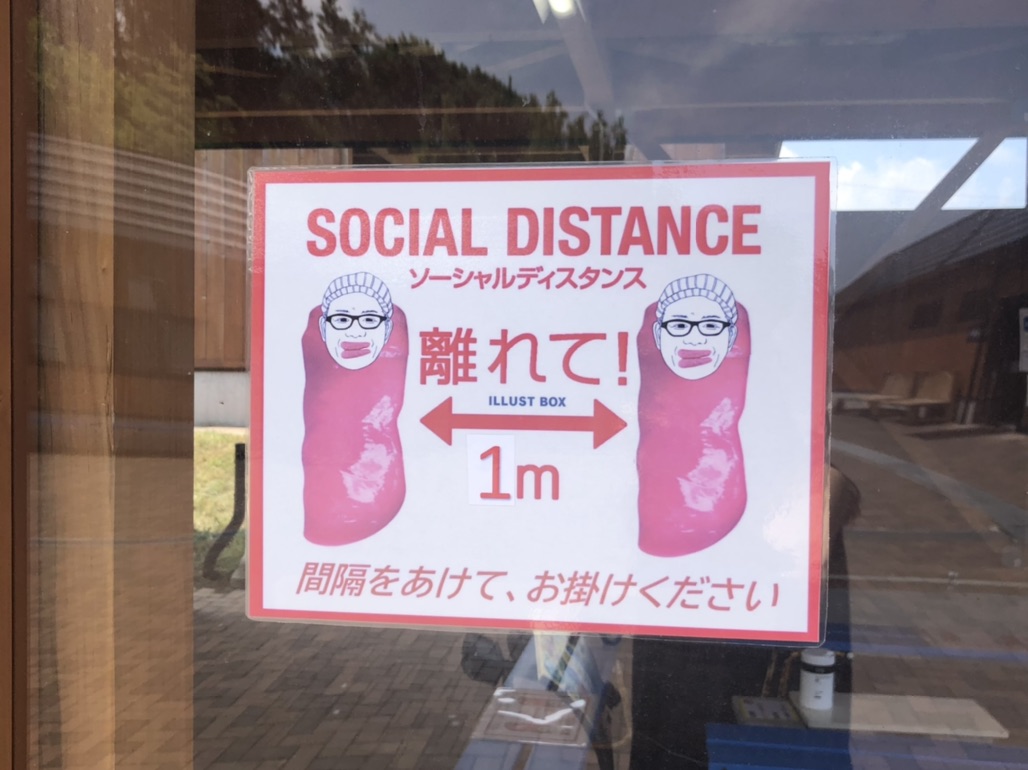 SOCIAL DISTANCE
ソーシャルディスタンス
離れて!
ILLUST BOX
1m
間隔をあけて、お掛けください